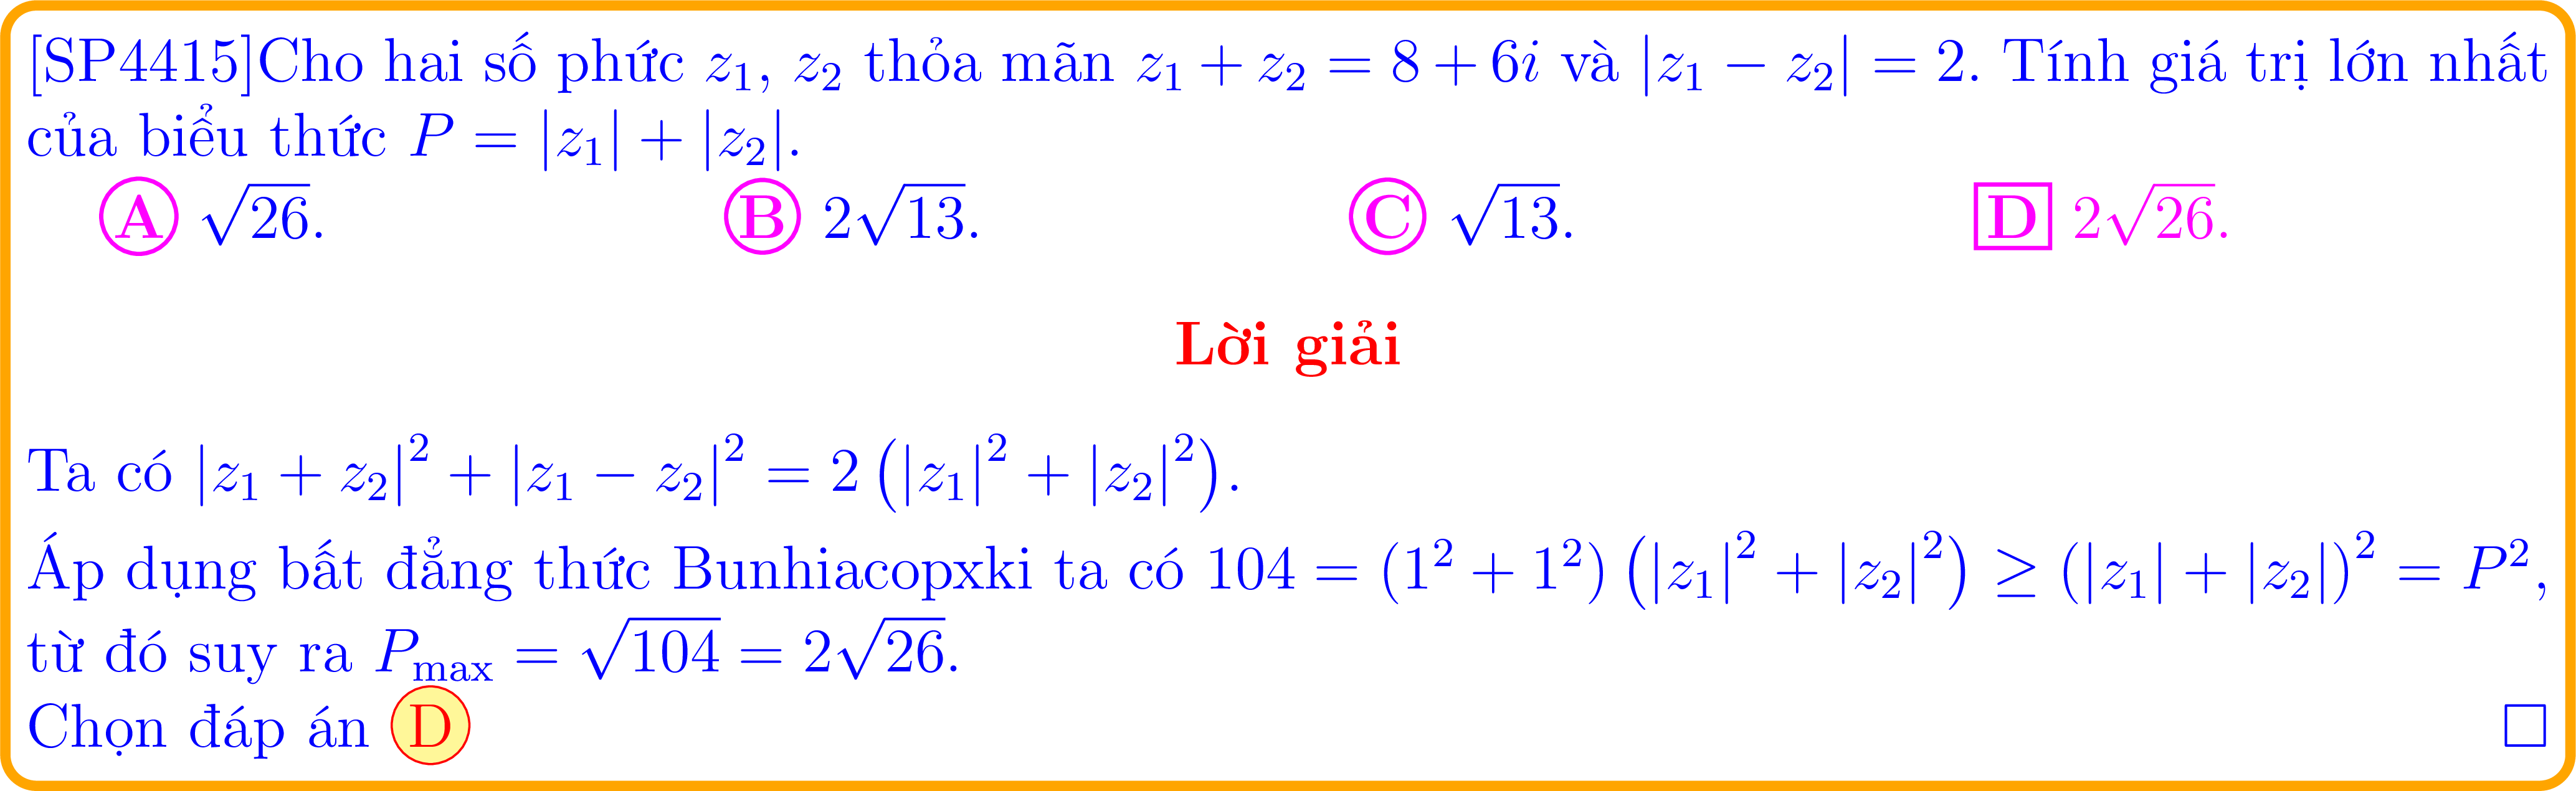 [SP4415]Cho hai số phức $z_1$, $z_2$ thỏa mãn $z_1 + z_2 = 8 + 6i$ và $|z_1 - z_2| = 2$. Tính giá trị lớn nhất
của biểu thức $P = |z_1| + |z_2|$.
Ⓐ $\sqrt{26}$. Ⓑ $2\sqrt{13}$. Ⓒ $\sqrt{13}$. D $2\sqrt{26}$.
Lời giải
Ta có $|z_1 + z_2|^2 + |z_1 - z_2|^2 = 2\left(|z_1|^2 + |z_2|^2\right)$.
Áp dụng bất đẳng thức Bunhiacopxki ta có $104 = (1^2 + 1^2)\left(|z_1|^2 + |z_2|^2\right) \geq (|z_1| + |z_2|)^2 = P^2$,
từ đó suy ra $P_{\max} = \sqrt{104} = 2\sqrt{26}$.
Chọn đáp án Ⓓ □